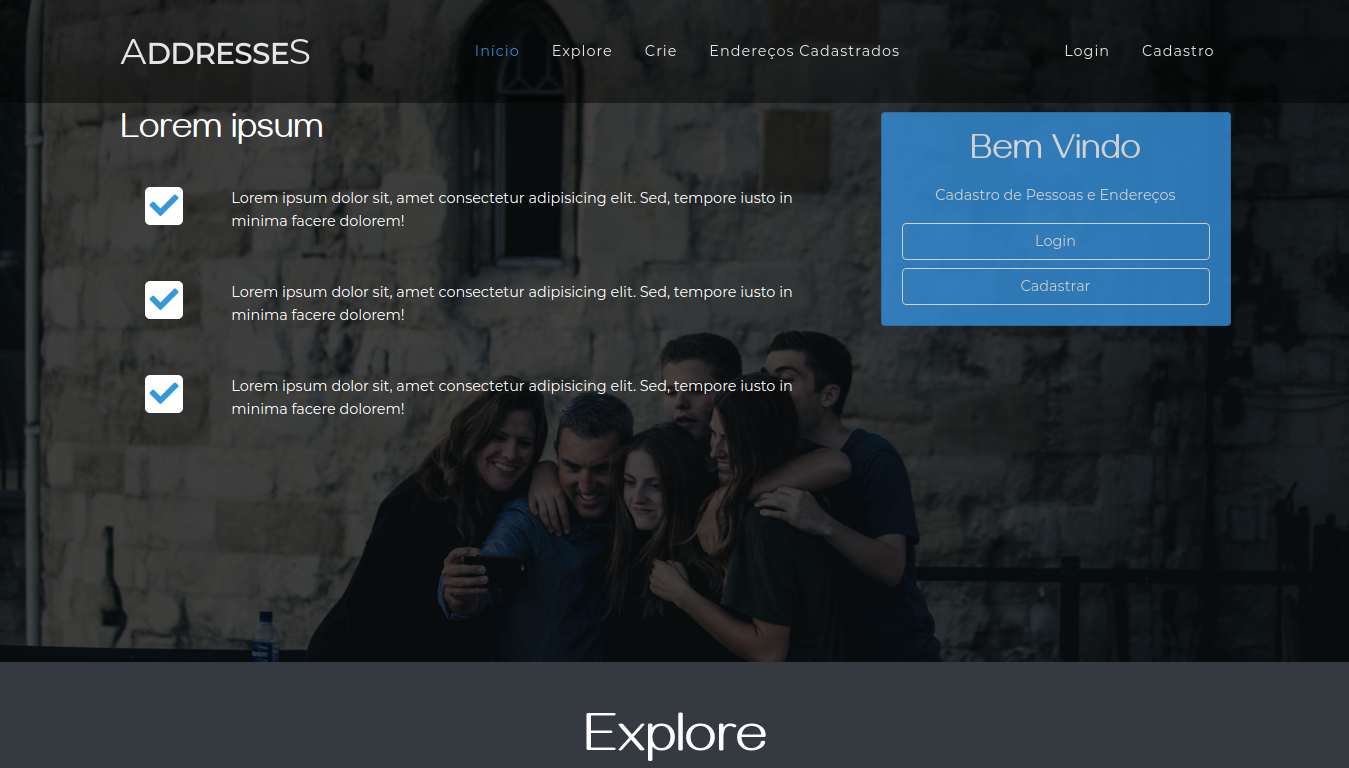 ADDRESSES
Início Explore Crie Endereços Cadastrados Login Cadastro
Lorem ipsum
Lorem ipsum dolor sit, amet consectetur adipisicing elit. Sed, tempore iusto in
minima facere dolorem!
Lorem ipsum dolor sit, amet consectetur adipisicing elit. Sed, tempore iusto in
minima facere dolorem!
Lorem ipsum dolor sit, amet consectetur adipisicing elit. Sed, tempore iusto in
minima facere dolorem!
Bem Vindo
Cadastro de Pessoas e Endereços
Login
Cadastrar
Explore